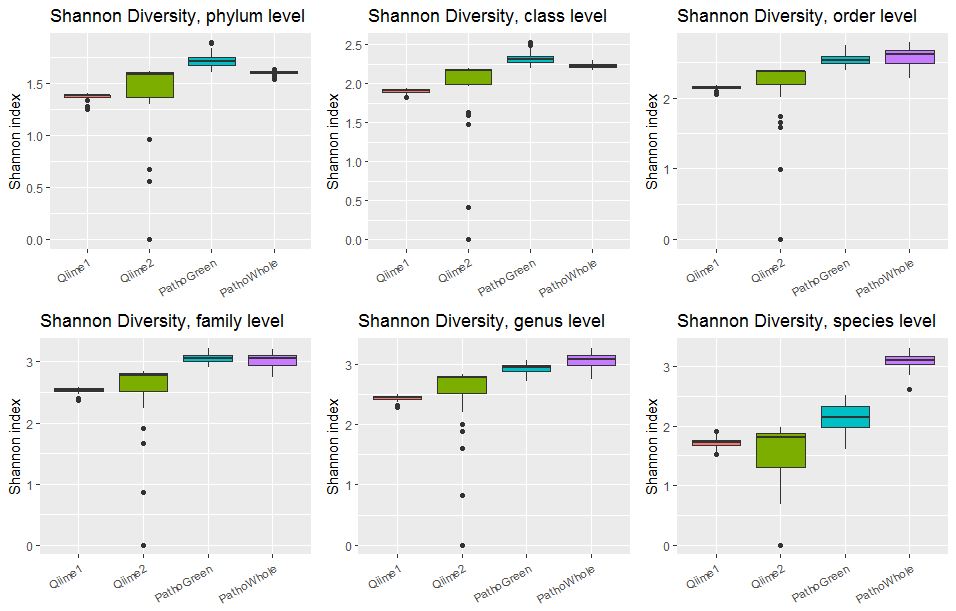 Shannon Diversity, phylum level
Shannon index
1.5
1.0
0.5
0.0
Qiime1
Qiime2
PathoGreen
PathoWhole
Shannon Diversity, class level
Shannon index
2.5
2.0
1.5
1.0
0.5
0.0
Qiime1
Qiime2
PathoGreen
PathoWhole
Shannon Diversity, order level
Shannon index
2
1
0
Qiime1
Qiime2
PathoGreen
PathoWhole
Shannon Diversity, family level
Shannon index
3
2
1
0
Qiime1
Qiime2
PathoGreen
PathoWhole
Shannon Diversity, genus level
Shannon index
3
2
1
0
Qiime1
Qiime2
PathoGreen
PathoWhole
Shannon Diversity, species level
Shannon index
3
2
1
0
Qiime1
Qiime2
PathoGreen
PathoWhole